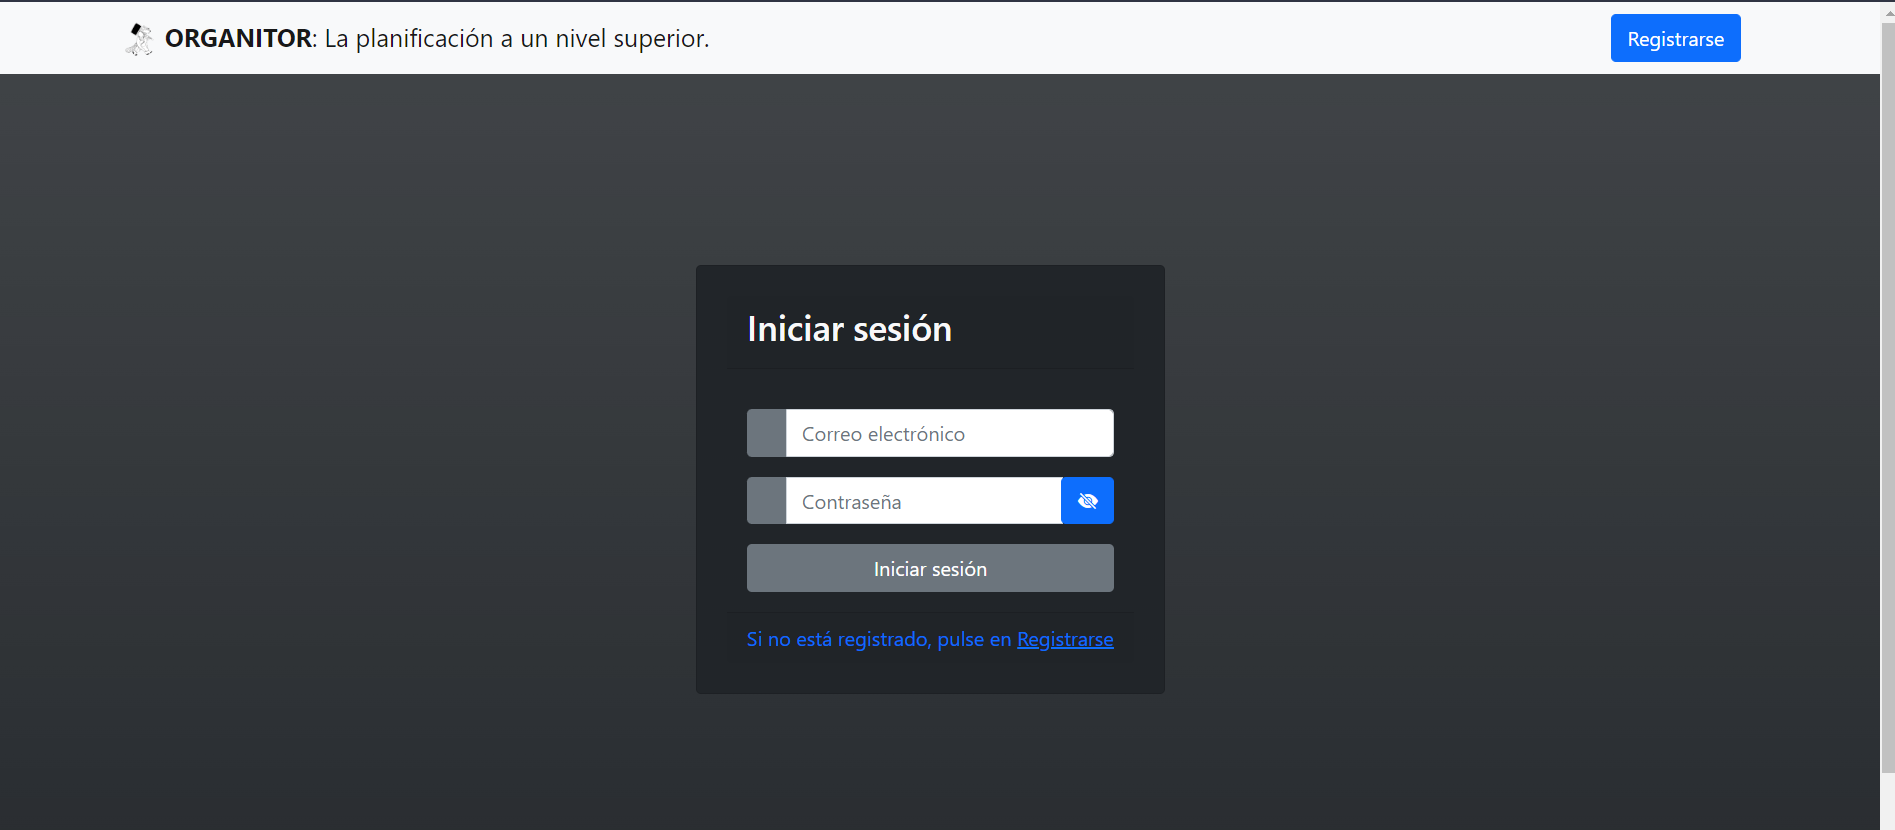 ORGANITOR: La planificación a un nivel superior.
Registrarse
Iniciar sesión
Correo electrónico
Contraseña
Iniciar sesión
Si no está registrado, pulse en Registrarse